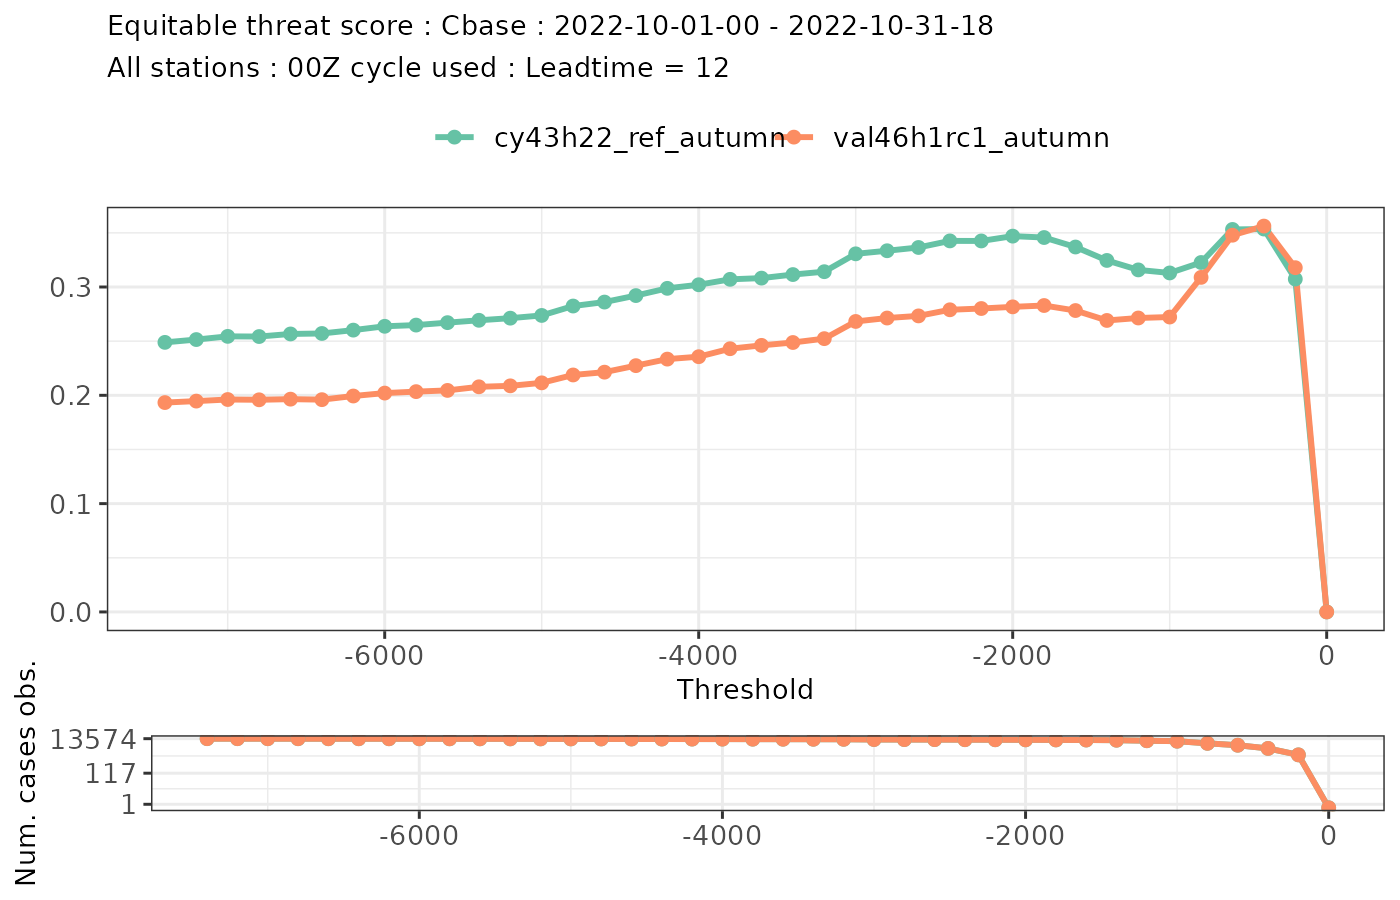 Equitable threat score : Cbase : 2022-10-01-00 - 2022-10-31-18
All stations : 00Z cycle used : Leadtime = 12
cy43h22_ref_autumn val46h1rc1_autumn
0.3
0.2
0.1
0.0
-6000 -4000 -2000 0
Threshold
Num. cases obs.
13574
117
1
-6000 -4000 -2000 0